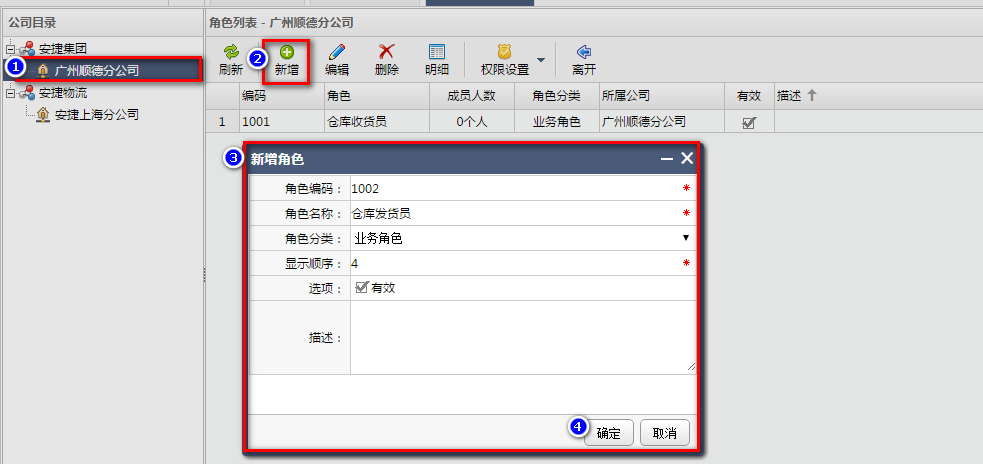 公司目录
安捷集团
1
广州顺德分公司
安捷物流
安捷上海分公司
角色列表 - 广州顺德分公司
刷新
2
新增
编辑
删除
明细
权限设置
离开
编码 角色 成员人数 角色分类 所属公司 有效 描述
1 1001 仓库收货员 0个人 业务角色 广州顺德分公司
3
新增角色
角色编码： 1002 *
角色名称： 仓库发货员 *
角色分类： 业务角色
显示顺序： 4 *
选项： 有效
描述：
4
确定
取消